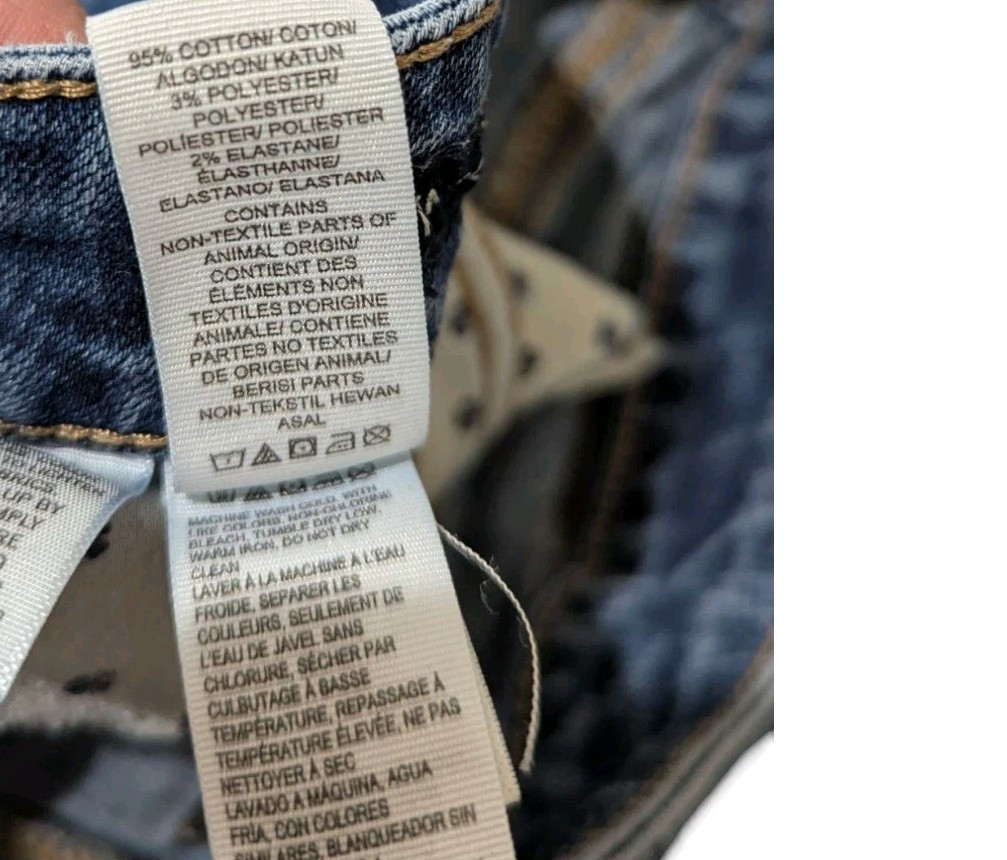 95% COTTON/ COTON/
ALGODON/ KATUN
3% POLYESTER/
POLYESTER/
POLIESTER/ POLIESTER
2% ELASTANE/
ÉLASTHANNE/
ELASTANO/ ELASTANA
CONTAINS
NON-TEXTILE PARTS OF
ANIMAL ORIGIN/
CONTIENT DES
ÉLÉMENTS NON
TEXTILES D'ORIGINE
ANIMALE/ CONTIENE
PARTES NO TEXTILES
DE ORIGEN ANIMAL/
BERISI PARTS
NON-TEKSTIL HEWAN
ASAL
MACHINE WASH COLD, WITH
LIKE COLORS, NON-CHLORINE
BLEACH, TUMBLE DRY LOW,
WARM IRON, DO NOT DRY
CLEAN
LAVER À LA MACHINE À L'EAU
FROIDE, SEPARER LES
COULEURS, SEULEMENT DE
L'EAU DE JAVEL SANS
CHLORURE, SÉCHER PAR
CULBUTAGE À BASSE
TEMPÉRATURE, REPASSAGE À
TEMPÉRATURE ÉLEVÉE, NE PAS
NETTOYER À SEC
LAVADO A MÁQUINA, AGUA
FRÍA, CON COLORES
SIMILARES, BLANQUEADOR SIN
UP BY